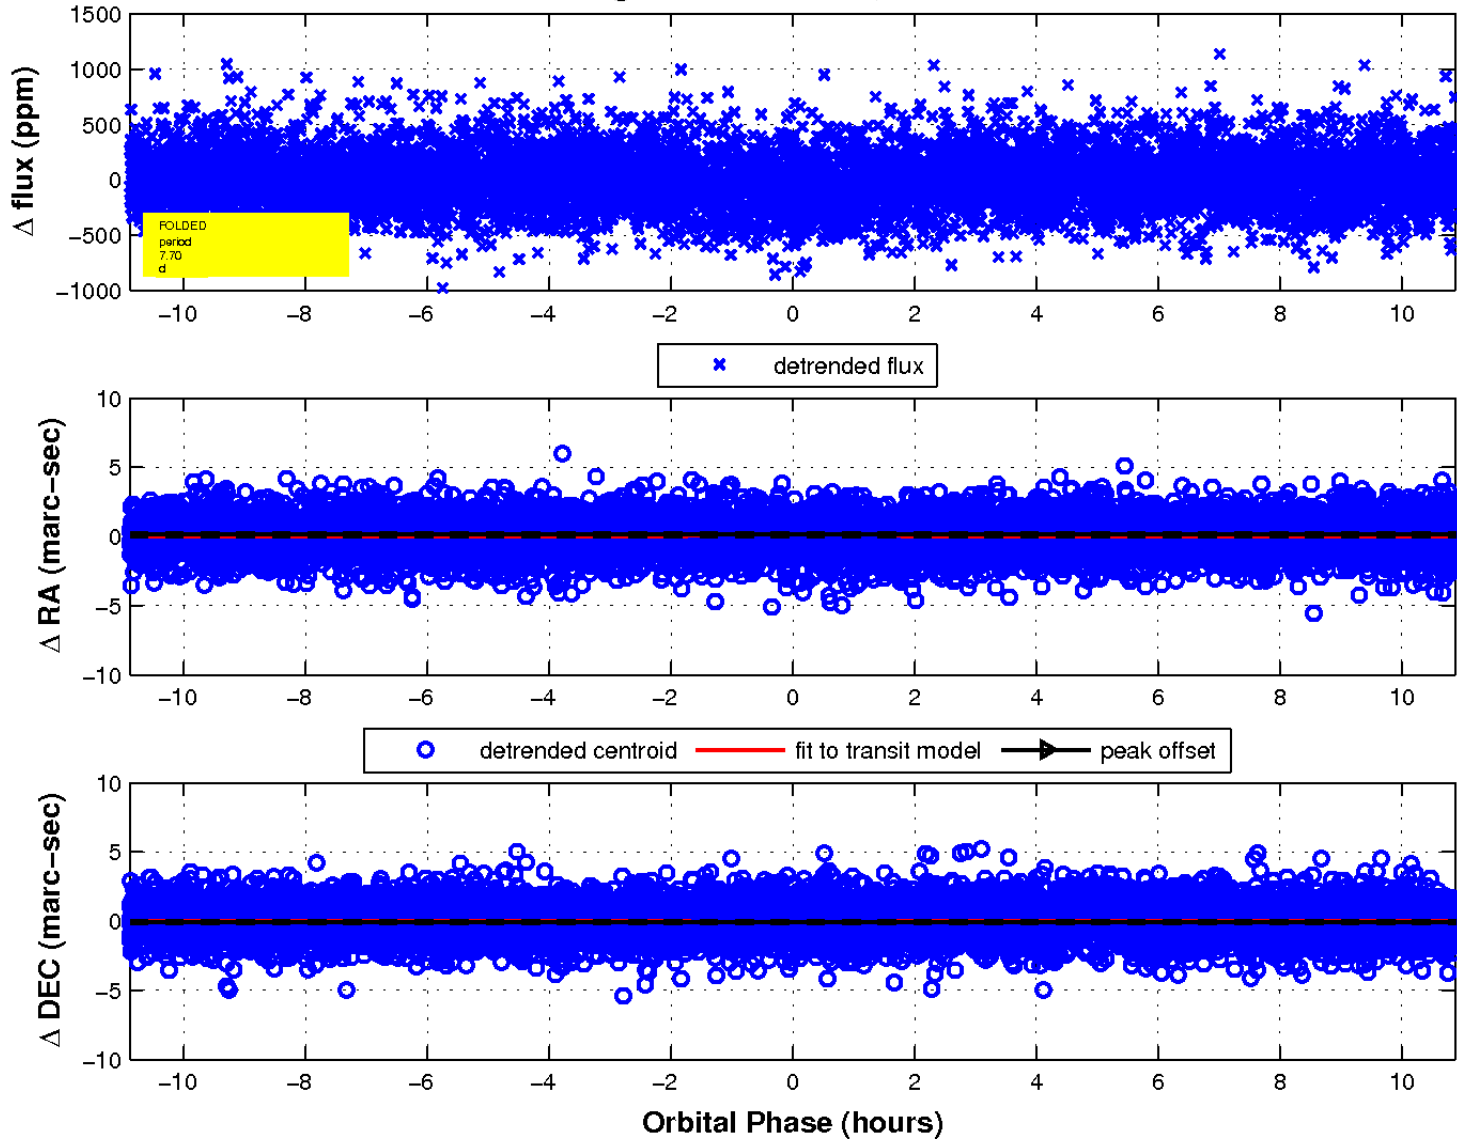 1500
1000
500
0
−500
−1000
Δ flux (ppm)
FOLDED
period
7.70
d
−10 −8 −6 −4 −2 0 2 4 6 8 10
detrended flux
10
5
0
−5
−10
Δ RA (marc−sec)
−10 −8 −6 −4 −2 0 2 4 6 8 10
detrended centroid fit to transit model peak offset
10
5
0
−5
−10
Δ DEC (marc−sec)
−10 −8 −6 −4 −2 0 2 4 6 8 10
Orbital Phase (hours)